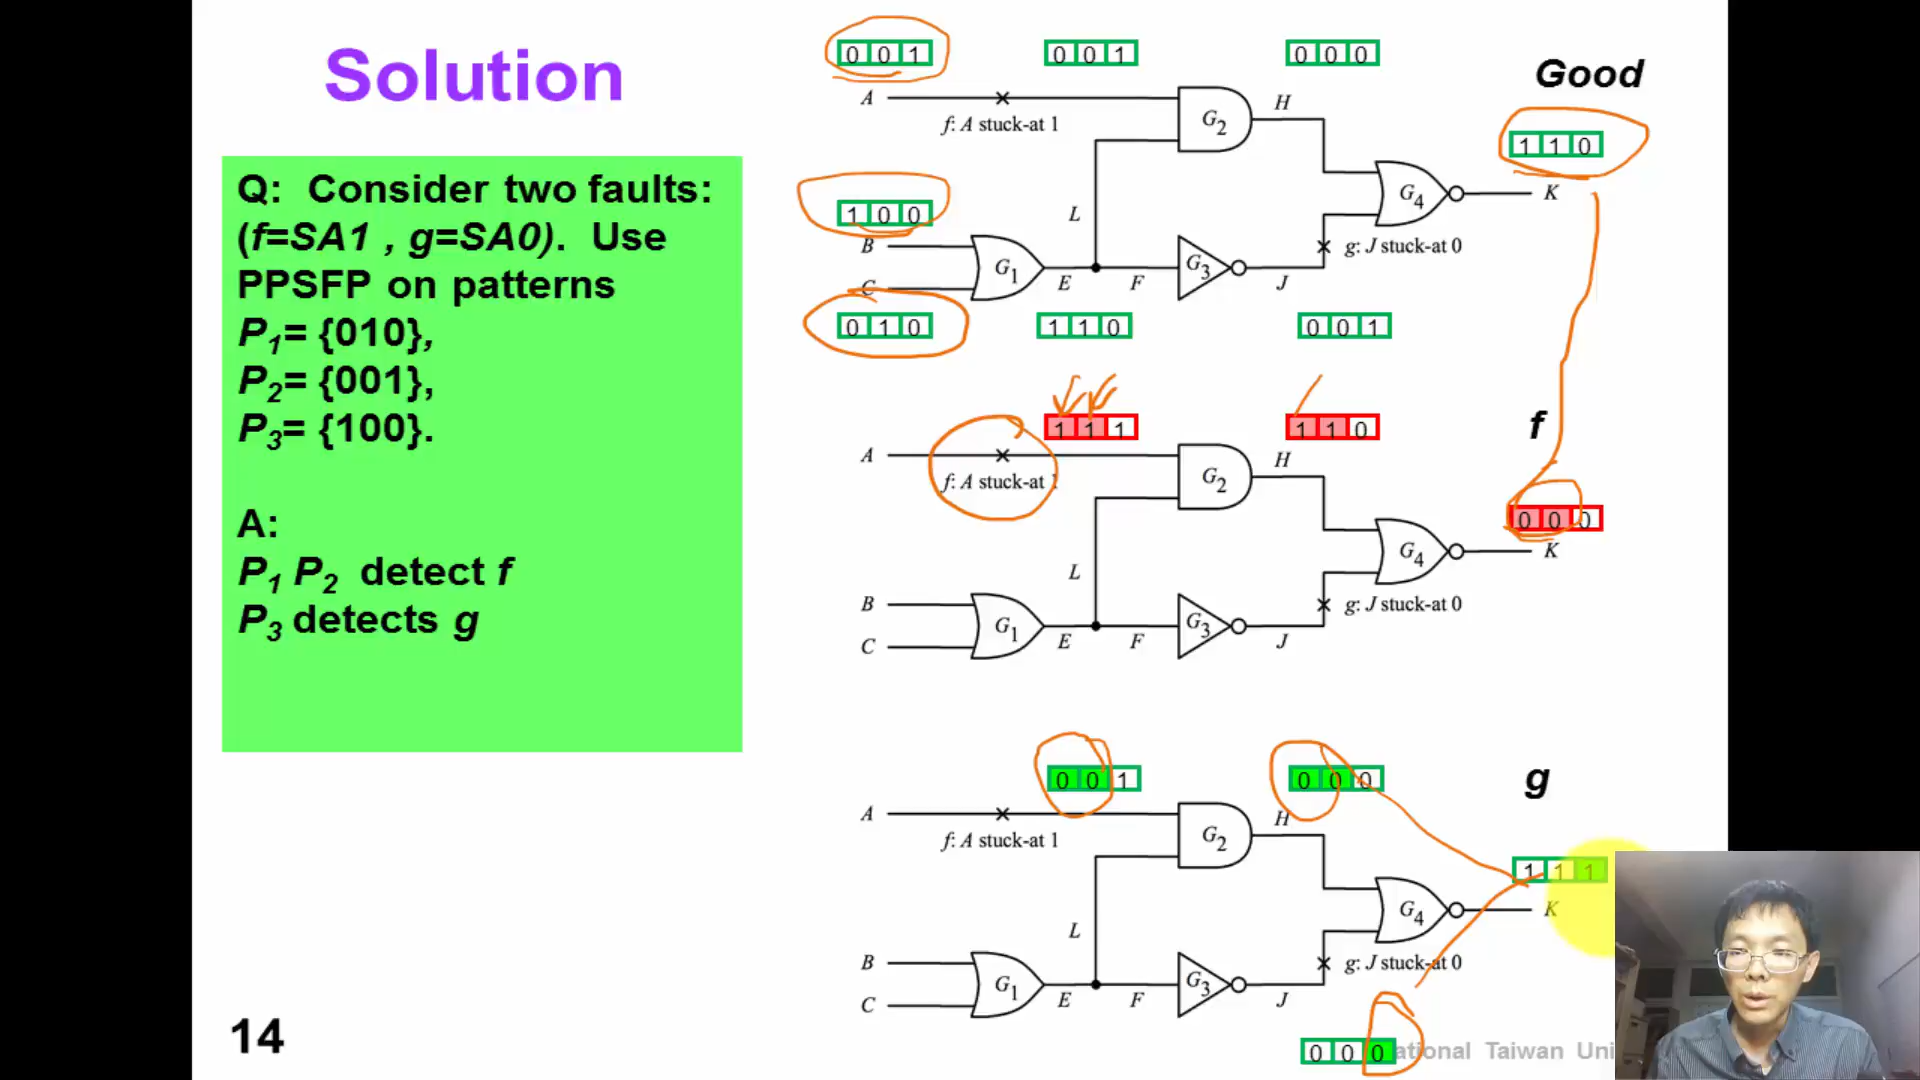 Solution
Q: Consider two faults:
(f=SA1 , g=SA0). Use
PPSFP on patterns
P1= {010},
P2= {001},
P3= {100}.
A:
P1 P2 detect f
P3 detects g
14
0 0 1
0 0 1
0 0 0
Good
A
f: A stuck-at 1
G2
H
1 1 0
K
1 0 0
B
L
G4
g: J stuck-at 0
C
G1
E
F
G3
J
0 1 0
1 1 0
0 0 1
1 1 1
1 1 0
f
A
f: A stuck-at 1
G2
H
0 0 0
K
L
G4
B
g: J stuck-at 0
C
G1
E
F
G3
J
0 0 1
0 0 0
g
A
f: A stuck-at 1
G2
H
1 1 1
K
L
G4
B
g: J stuck-at 0
C
G1
E
F
G3
J
0 0 0
ational Taiwan Uni